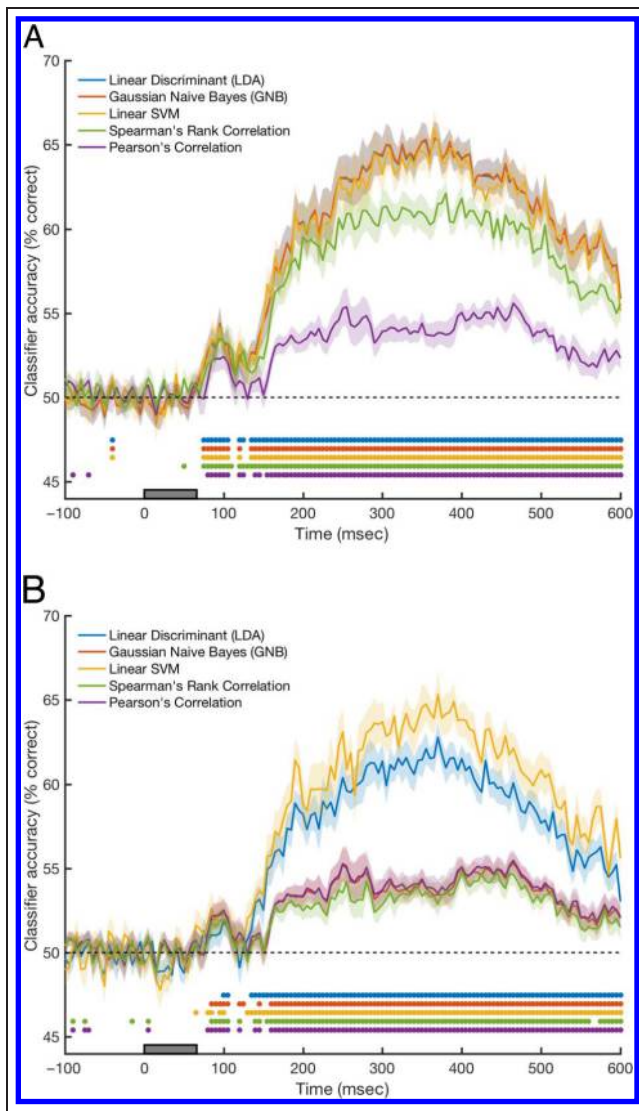 A
70
Linear Discriminant (LDA)
Gaussian Naive Bayes (GNB)
Linear SVM
Spearman's Rank Correlation
Pearson's Correlation
65
60
55
50
45
Classifier accuracy (% correct)
−100 0 100 200 300 400 500 600
Time (msec)
B
70
Linear Discriminant (LDA)
Gaussian Naive Bayes (GNB)
Linear SVM
Spearman's Rank Correlation
Pearson's Correlation
65
60
55
50
45
44
Classifier accuracy (% correct)
−100 0 100 200 300 400 500 600
Time (msec)